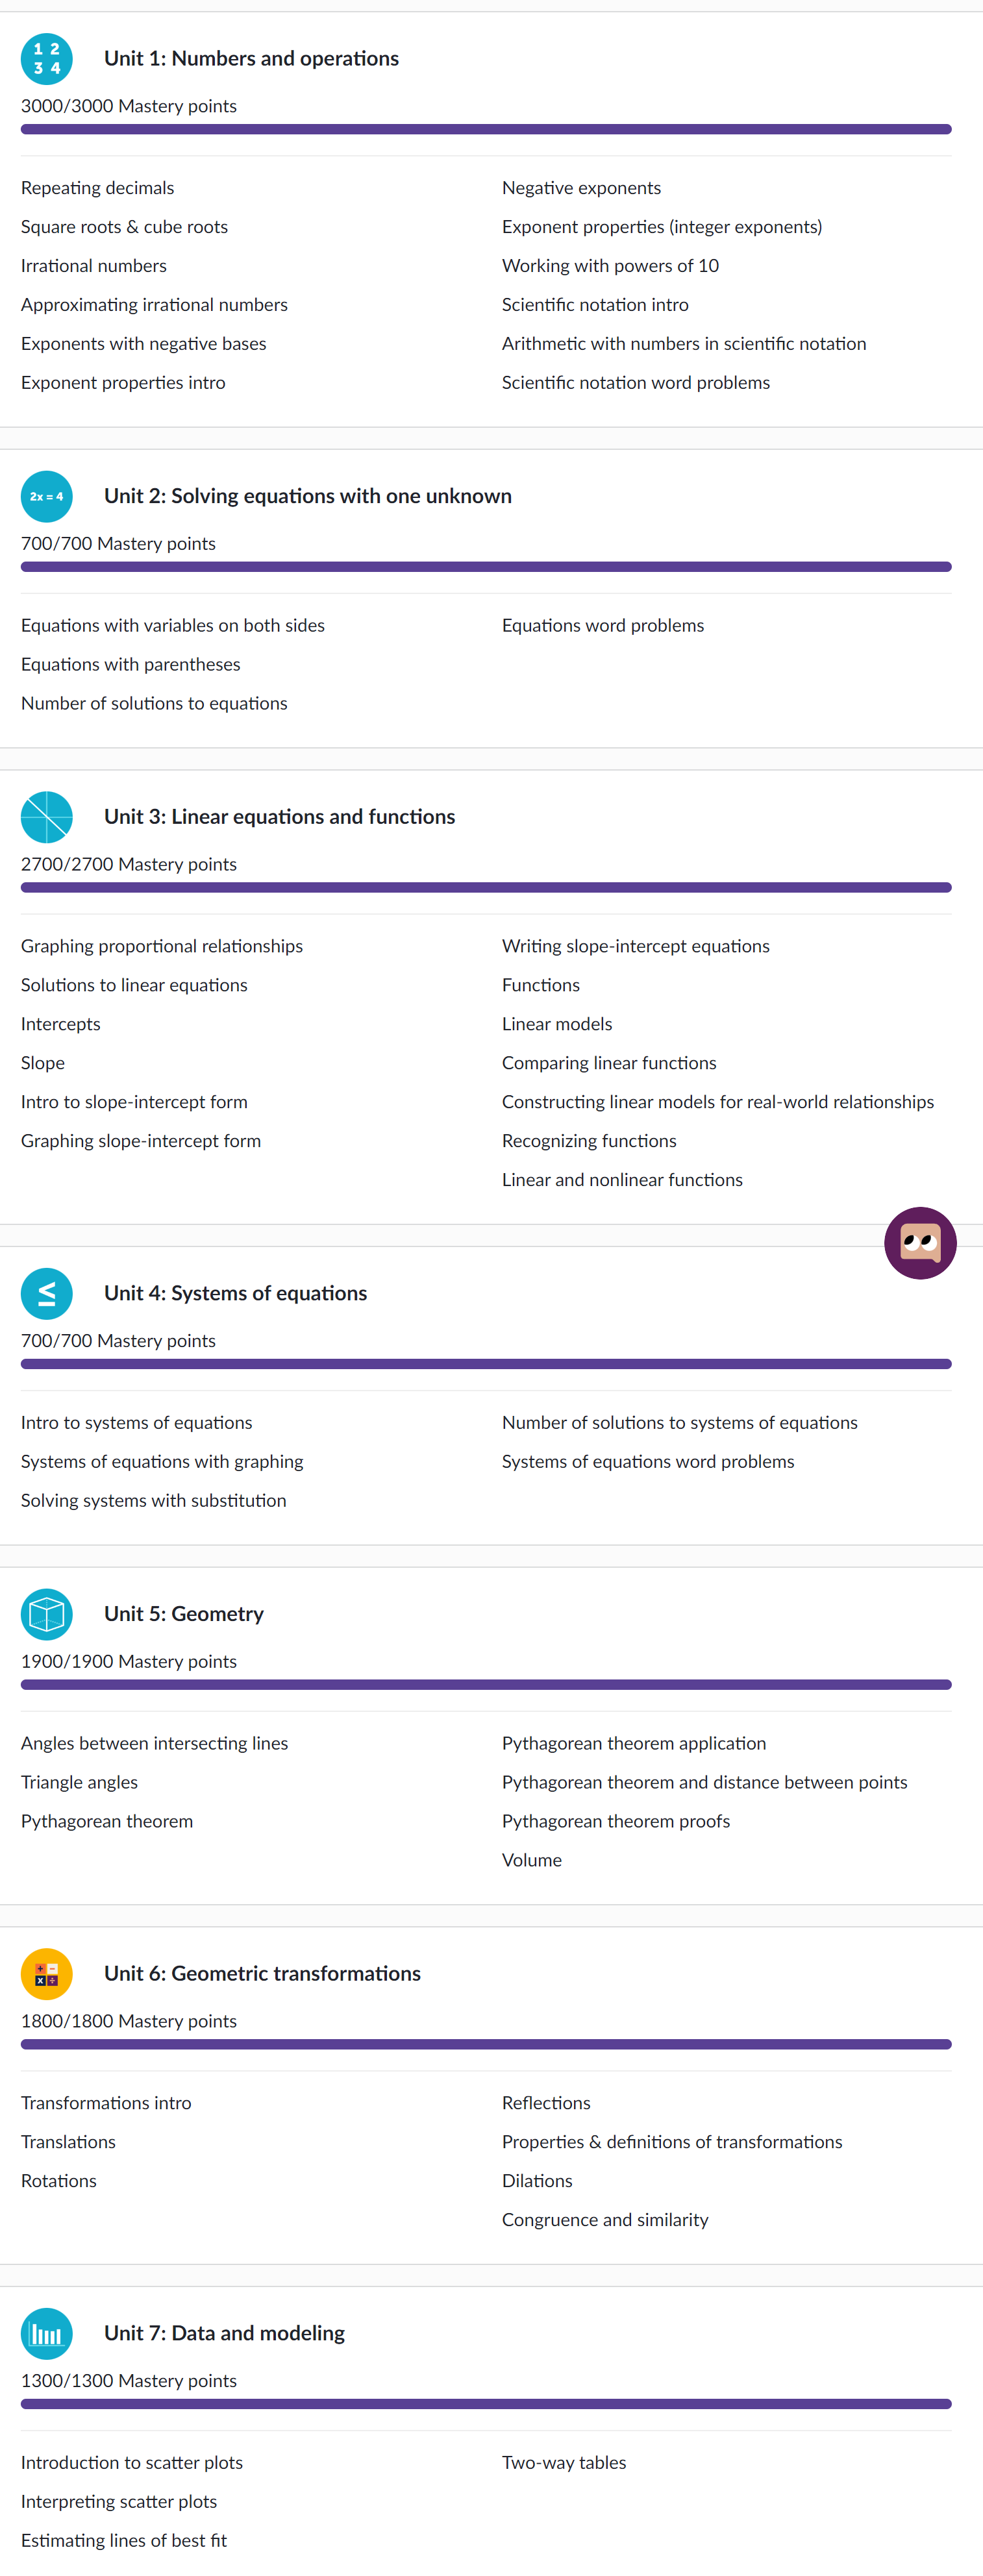 1 2
3 4
Unit 1: Numbers and operations
3000/3000 Mastery points
Repeating decimals
Square roots & cube roots
Irrational numbers
Approximating irrational numbers
Exponents with negative bases
Exponent properties intro
Negative exponents
Exponent properties (integer exponents)
Working with powers of 10
Scientific notation intro
Arithmetic with numbers in scientific notation
Scientific notation word problems
2x = 4
Unit 2: Solving equations with one unknown
700/700 Mastery points
Equations with variables on both sides
Equations with parentheses
Number of solutions to equations
Equations word problems
Unit 3: Linear equations and functions
2700/2700 Mastery points
Graphing proportional relationships
Solutions to linear equations
Intercepts
Slope
Intro to slope-intercept form
Graphing slope-intercept form
Writing slope-intercept equations
Functions
Linear models
Comparing linear functions
Constructing linear models for real-world relationships
Recognizing functions
Linear and nonlinear functions
≤
Unit 4: Systems of equations
700/700 Mastery points
Intro to systems of equations
Systems of equations with graphing
Solving systems with substitution
Number of solutions to systems of equations
Systems of equations word problems
Unit 5: Geometry
1900/1900 Mastery points
Angles between intersecting lines
Triangle angles
Pythagorean theorem
Pythagorean theorem application
Pythagorean theorem and distance between points
Pythagorean theorem proofs
Volume
+ −
x ÷
Unit 6: Geometric transformations
1800/1800 Mastery points
Transformations intro
Translations
Rotations
Reflections
Properties & definitions of transformations
Dilations
Congruence and similarity
Unit 7: Data and modeling
1300/1300 Mastery points
Introduction to scatter plots
Interpreting scatter plots
Estimating lines of best fit
Two-way tables